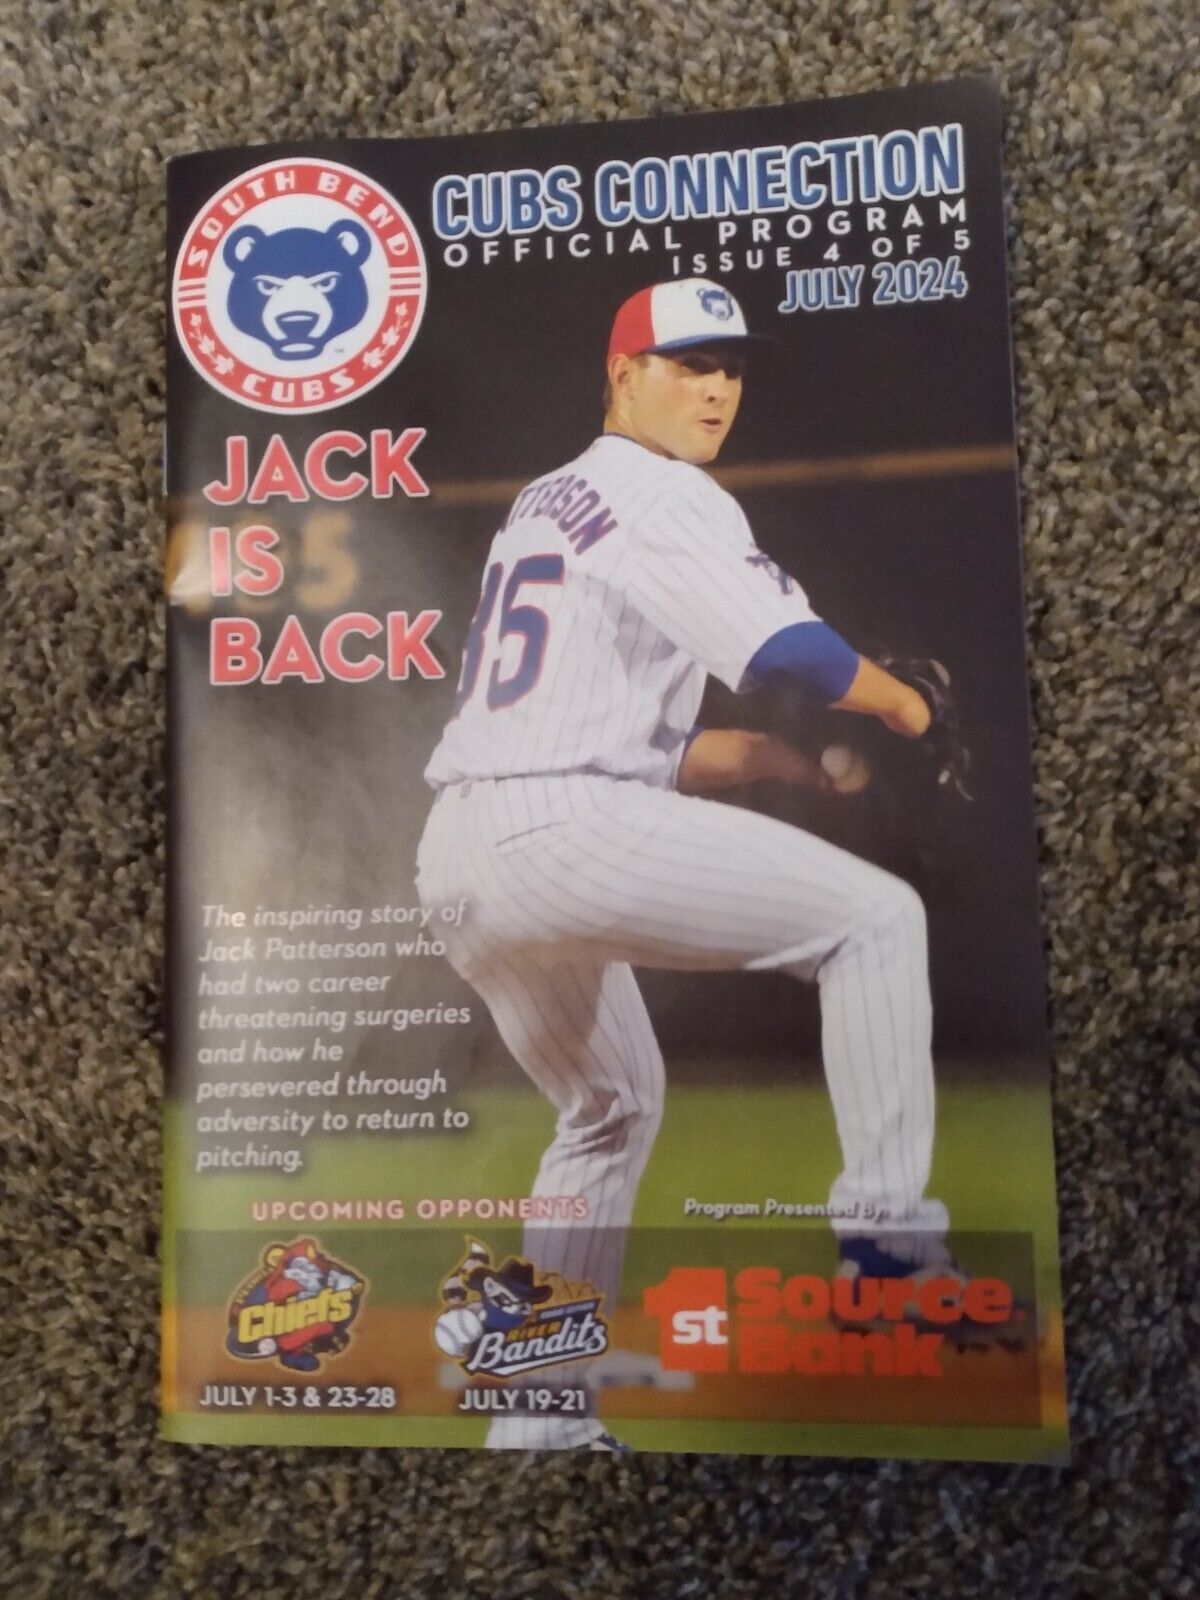 SOUTH BEND
CUBS
CUBS CONNECTION
OFFICIAL PROGRAM
ISSUE 4 OF 5
JULY 2024
JACK
IS
BACK
TTERSON
35
The inspiring story of
Jack Patterson who
had two career
threatening surgeries
and how he
persevered through
adversity to return to
pitching.
UPCOMING OPPONENTS
Program Presented By:
Chiefs
JULY 1-3 & 23-28
RIVER
Bandits
JULY 19-21
1st Source
Bank